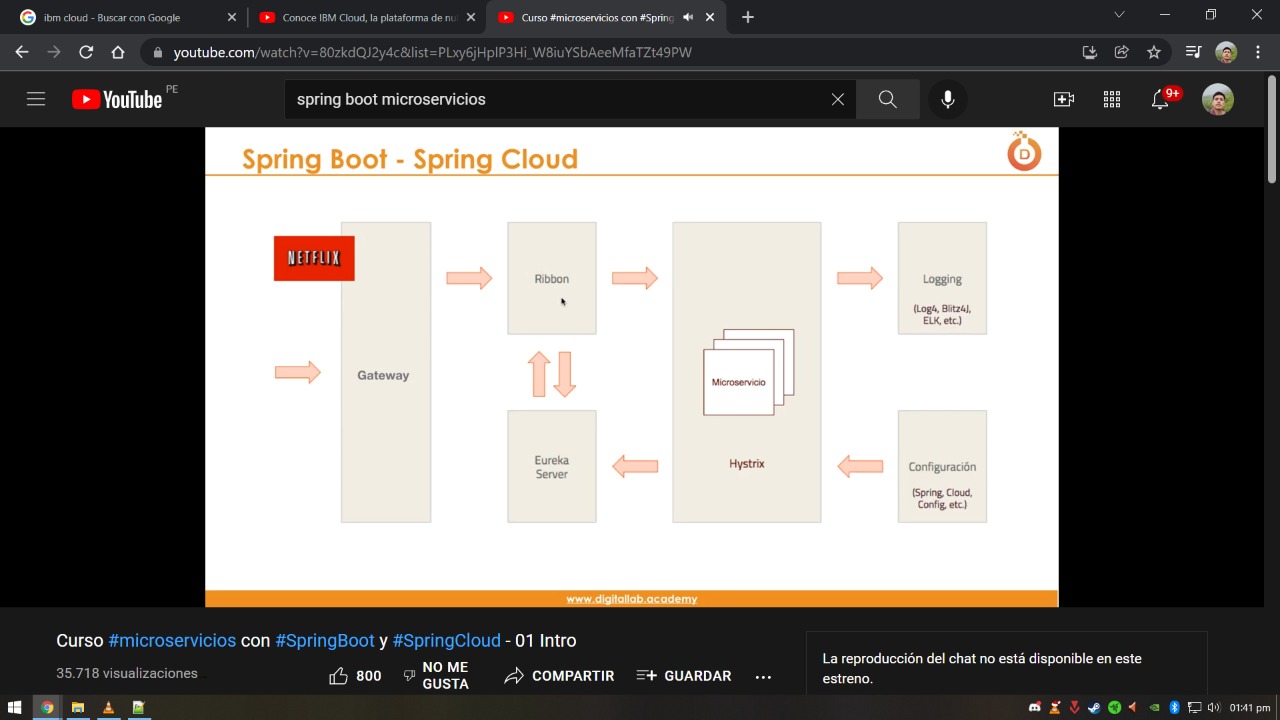 ibm cloud - Buscar con Google
Conoce IBM Cloud, la plataforma de nu
Curso #microservicios con #Spring
youtube.com/watch?v=80zkdQJ2y4c&list=PLxy6jHpIP3Hi_W8iuYSbAeeMfaTZt49PW
YouTube PE
spring boot microservicios
9+
Spring Boot - Spring Cloud
D
NETFLIX
Gateway
Ribbon
Eureka
Server
Microservicio
Hystrix
Logging
(Log4, Blitz4J,
ELK, etc.)
Configuración
(Spring, Cloud,
Config, etc.)
www.digitallab.academy
Curso #microservicios con #SpringBoot y #SpringCloud - 01 Intro
35.718 visualizaciones
800
NO ME
GUSTA
COMPARTIR
GUARDAR
La reproducción del chat no está disponible en este
estreno.
01:41 pm